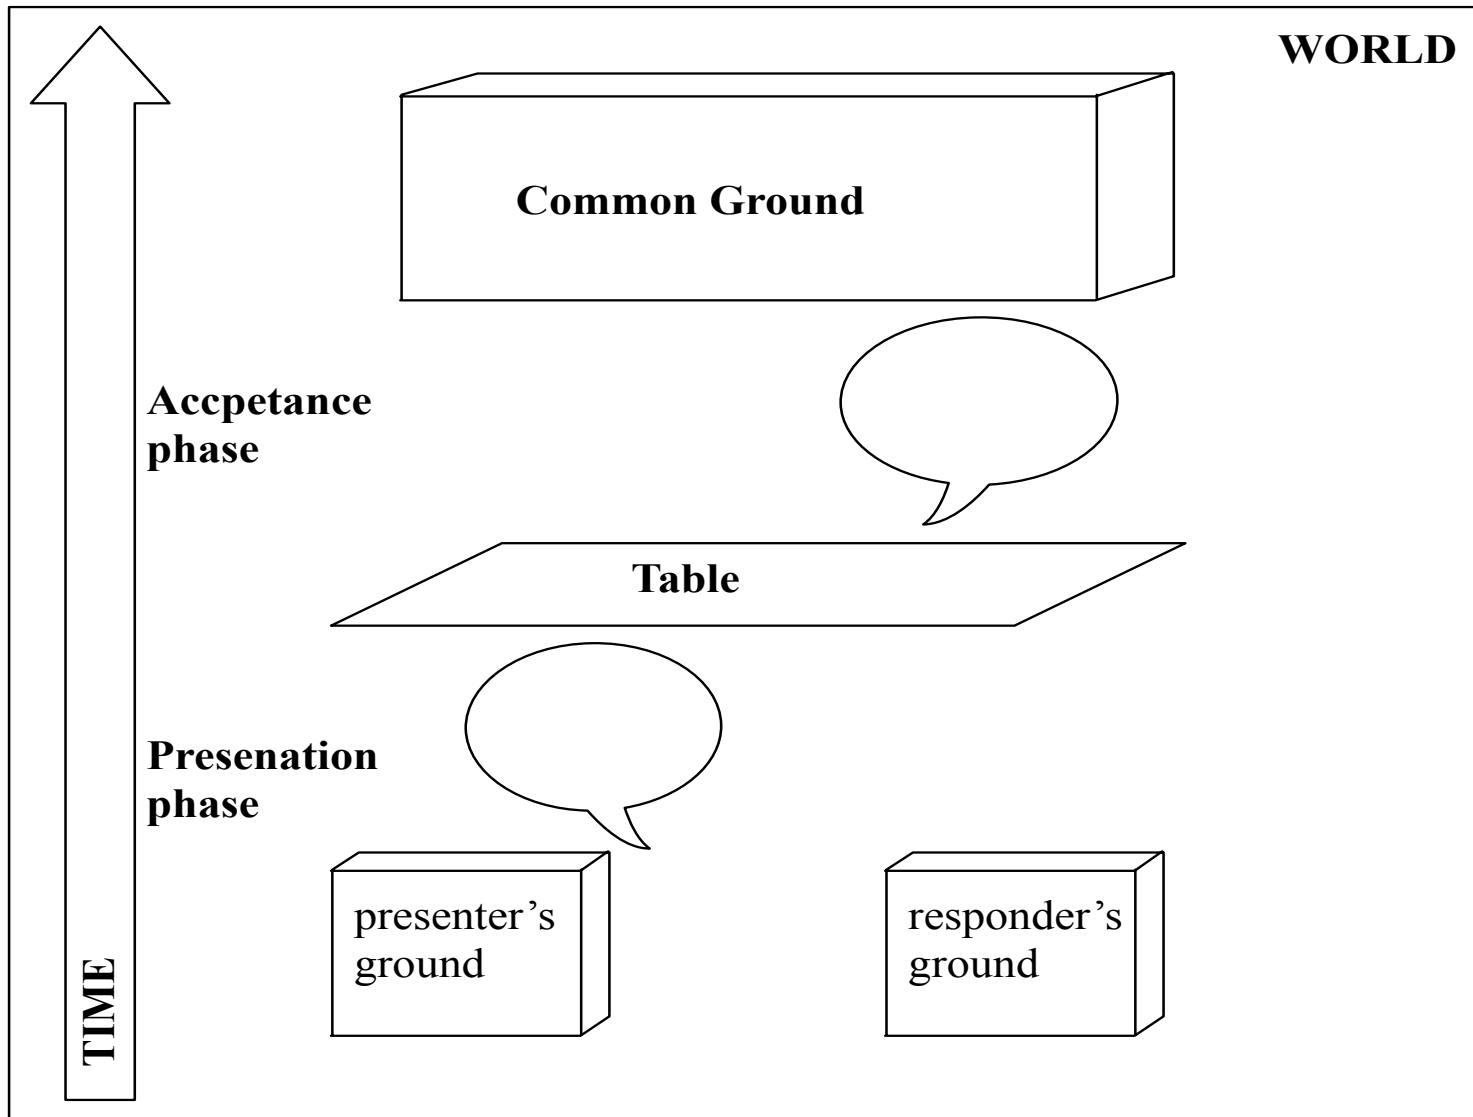 WORLD
Common Ground
Accpetance
phase
Table
Presenation
phase
presenter’s
ground
responder’s
ground
TIME